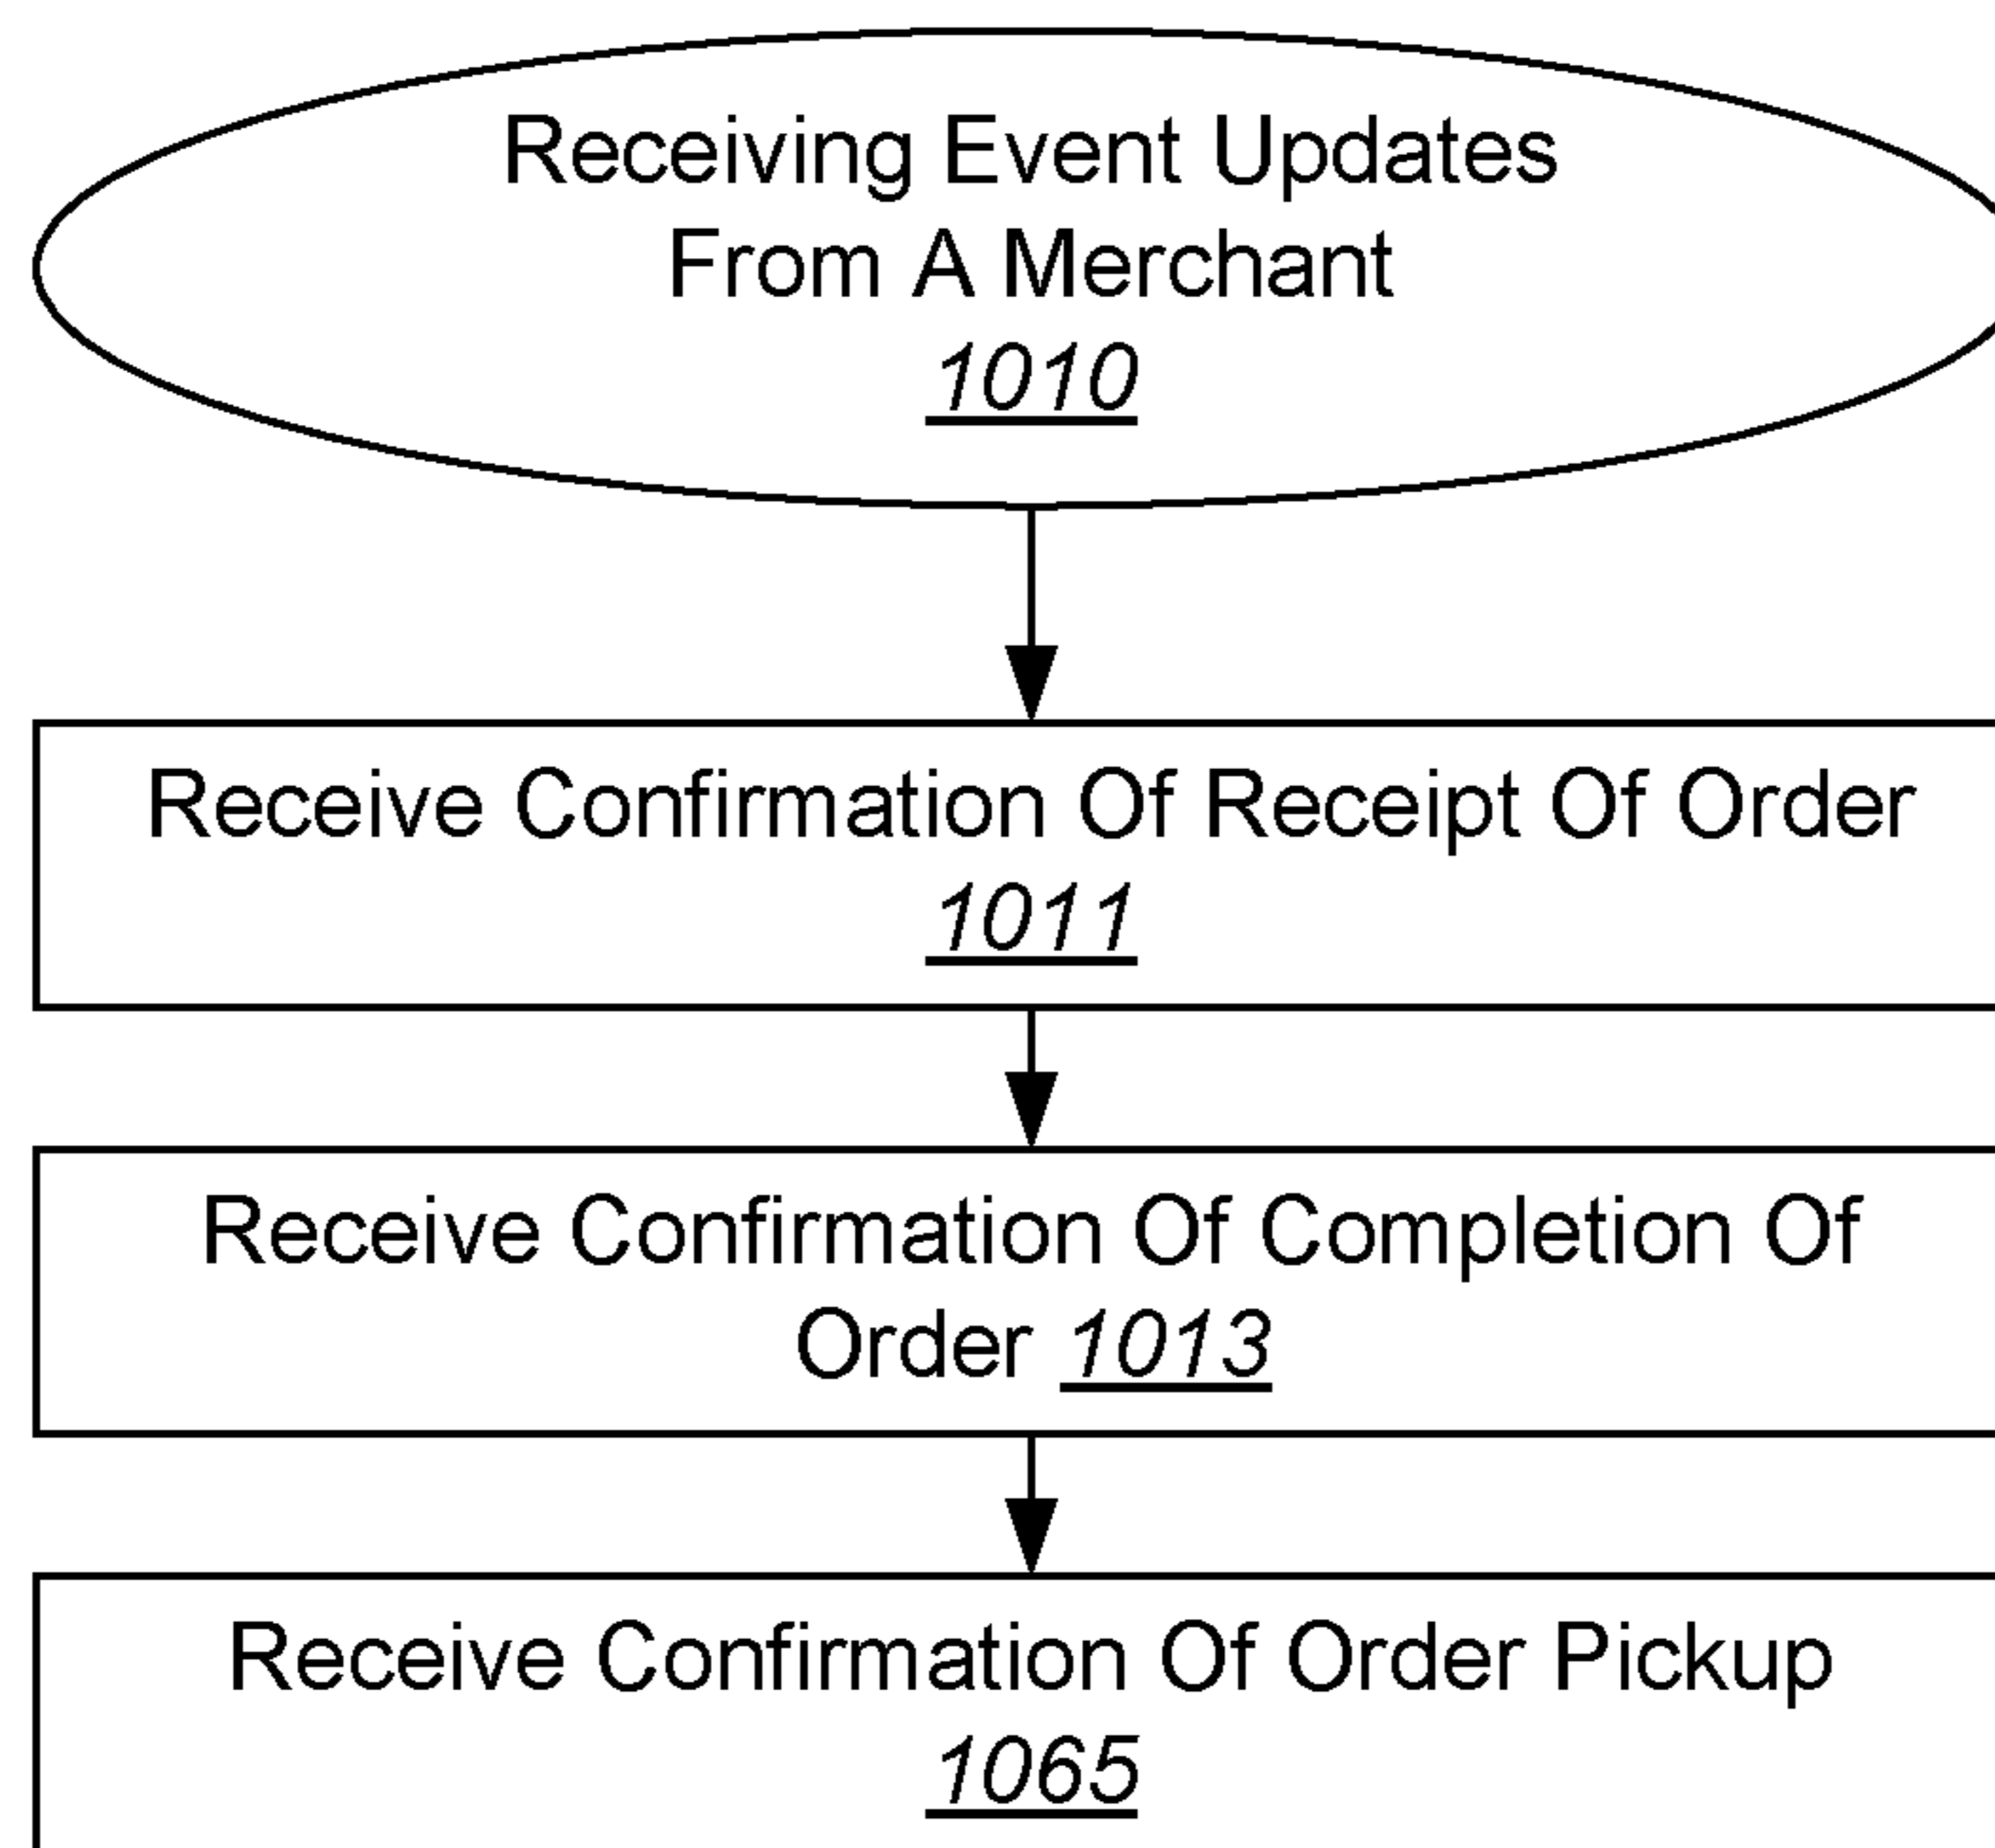 Receiving Event Updates
From A Merchant
1010
Receive Confirmation Of Receipt Of Order
1011
Receive Confirmation Of Completion Of
Order 1013
Receive Confirmation Of Order Pickup
1065